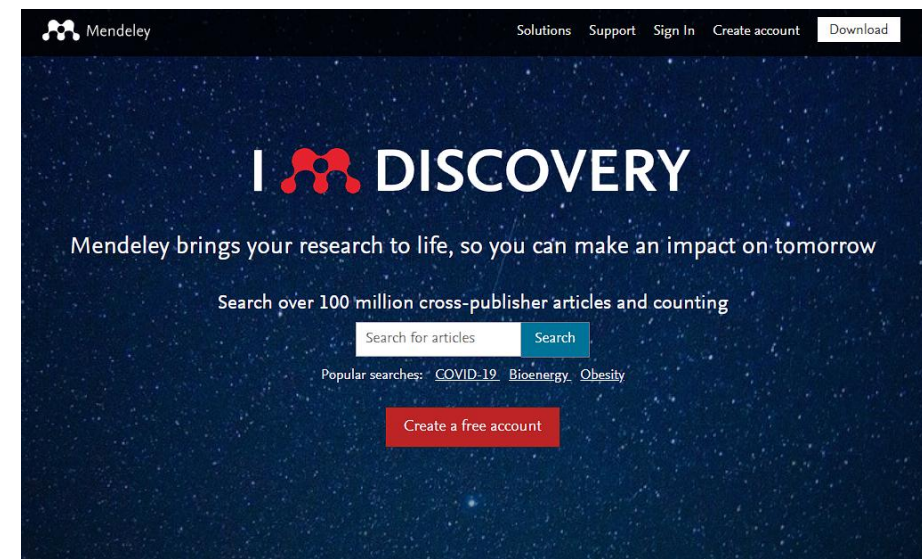 Mendeley
Solutions Support Sign In Create account Download
I DISCOVERY
Mendeley brings your research to life, so you can make an impact on tomorrow
Search over 100 million cross-publisher articles and counting
Search for articles Search
Popular searches: COVID-19 Bioenergy Obesity
Create a free account